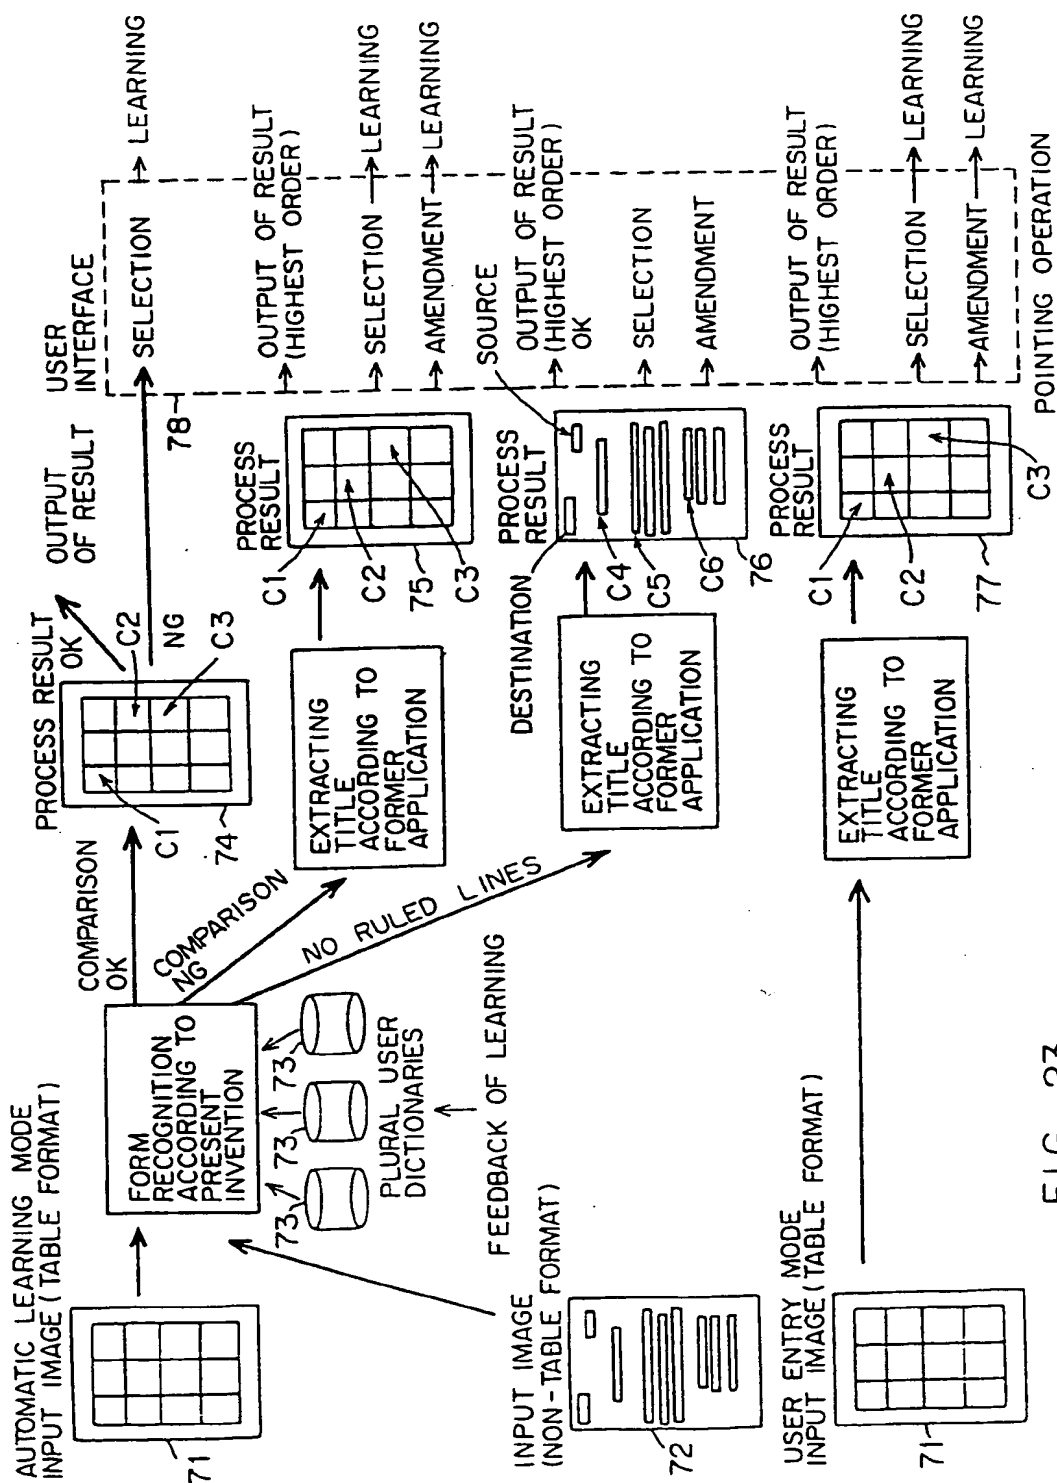 AUTOMATIC LEARNING MODE
INPUT IMAGE (TABLE FORMAT)
71
FORM
RECOGNITION
ACCORDING TO
PRESENT
INVENTION
73
73
73
PLURAL USER
DICTIONARIES
FEEDBACK OF LEARNING
INPUT IMAGE
(NON-TABLE FORMAT)
72
USER ENTRY MODE
INPUT IMAGE (TABLE FORMAT)
71
COMPARISON
OK
COMPARISON
NG
NO RULED LINES
PROCESS RESULT
OK
C1
C2
C3
NG
74
OUTPUT
OF RESULT
USER
INTERFACE
78
SELECTION
LEARNING
EXTRACTING
TITLE
ACCORDING TO
FORMER
APPLICATION
PROCESS
RESULT
C1
C2
75
C3
OUTPUT OF RESULT
(HIGHEST ORDER)
SELECTION
LEARNING
AMENDMENT
LEARNING
EXTRACTING
TITLE
ACCORDING TO
FORMER
APPLICATION
DESTINATION
PROCESS
RESULT
SOURCE
C4
C5
C6
76
OUTPUT OF RESULT
(HIGHEST ORDER)
OK
SELECTION
AMENDMENT
EXTRACTING
TITLE
ACCORDING TO
FORMER
APPLICATION
PROCESS
RESULT
C1
C2
77
C3
OUTPUT OF RESULT
(HIGHEST ORDER)
SELECTION
LEARNING
AMENDMENT
LEARNING
POINTING OPERATION
FIG. 23